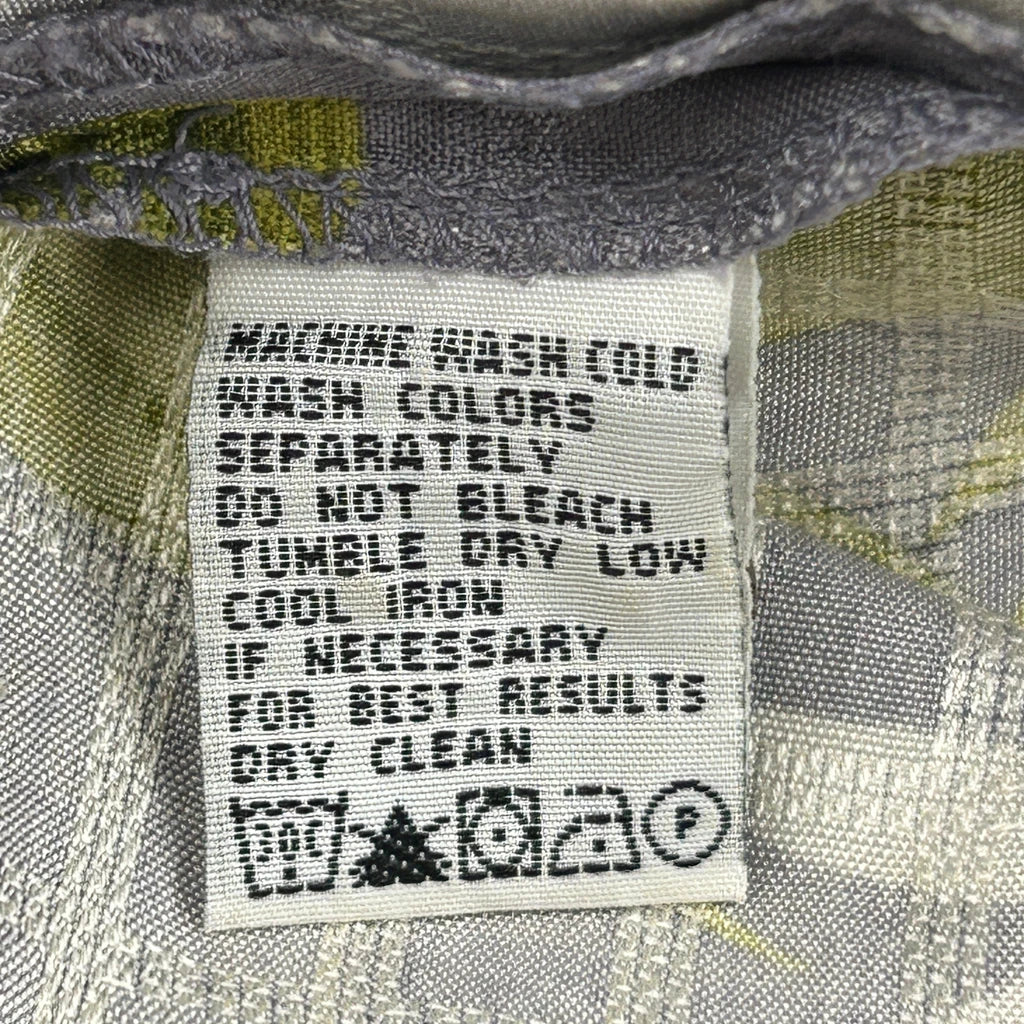 MACHINE WASH COLD
WASH COLORS
SEPARATELY
DO NOT BLEACH
TUMBLE DRY LOW
COOL IRON
IF NECESSARY
FOR BEST RESULTS
DRY CLEAN
30C P